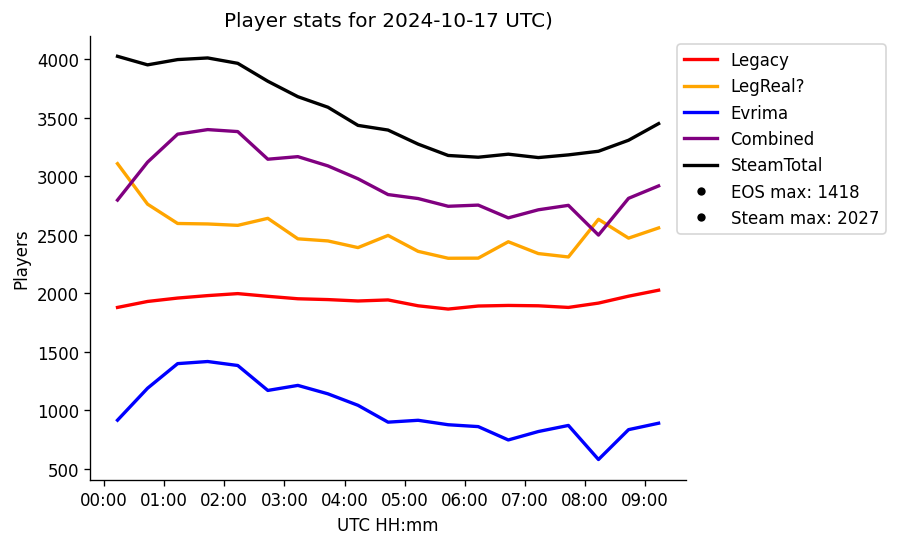 Player stats for 2024-10-17 UTC)
Legacy
LegReal?
Evrima
Combined
SteamTotal
EOS max: 1418
Steam max: 2027
Players
4000
3500
3000
2500
2000
1500
1000
500
00:00 01:00 02:00 03:00 04:00 05:00 06:00 07:00 08:00 09:00
UTC HH:mm